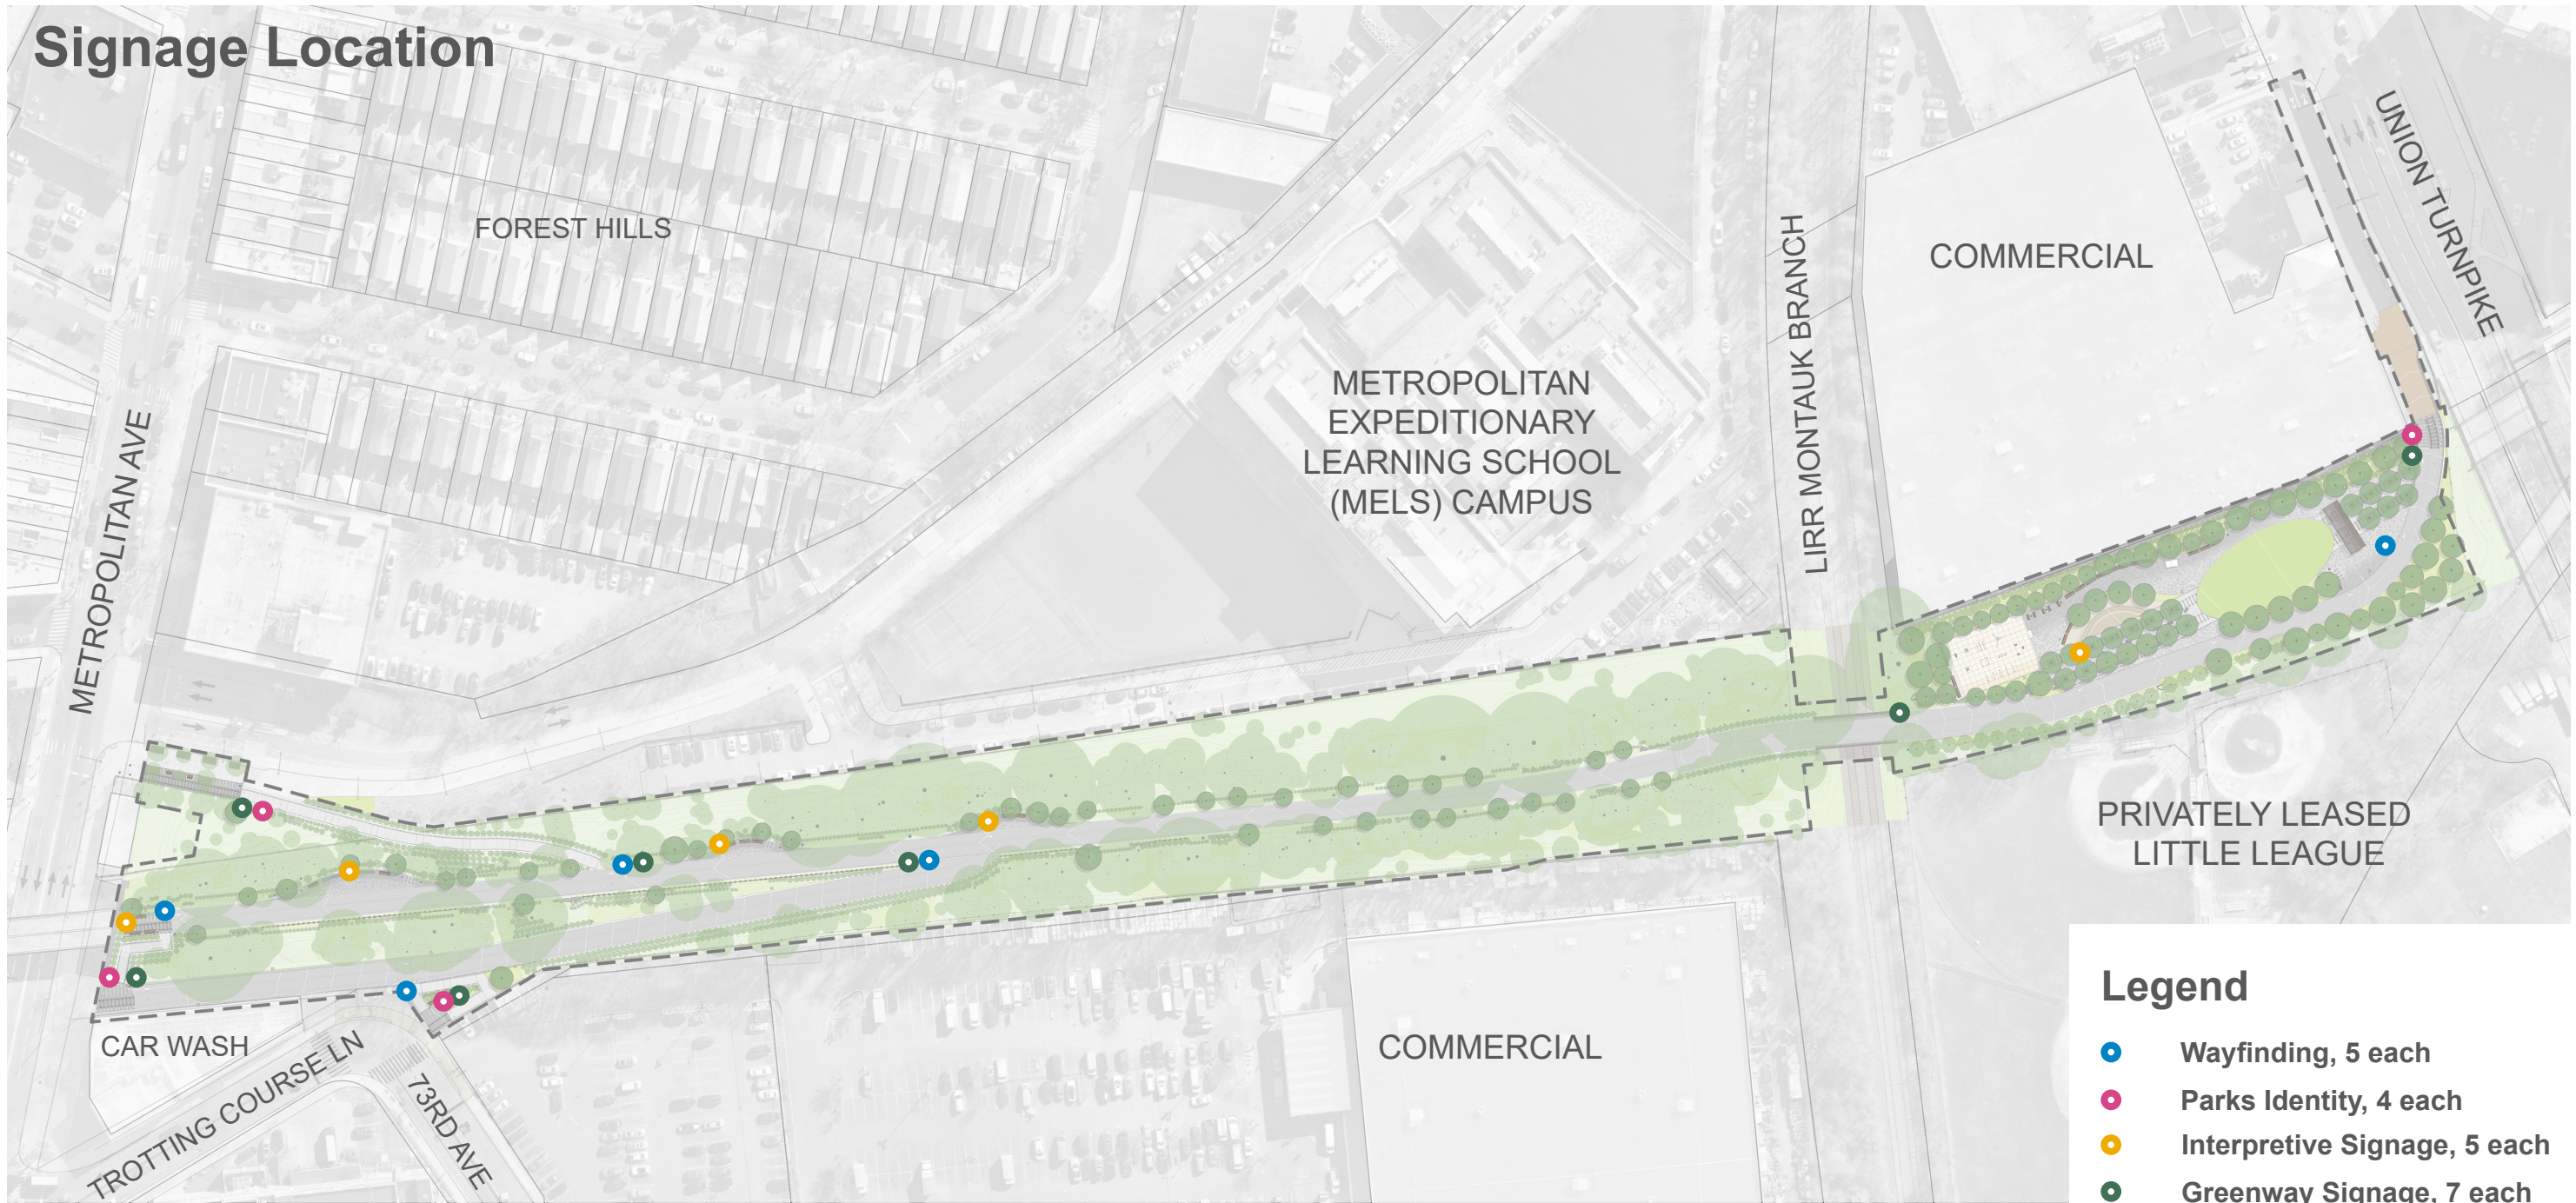 Signage Location
FOREST HILLS
METROPOLITAN AVE
METROPOLITAN
EXPEDITIONARY
LEARNING SCHOOL
(MELS) CAMPUS
LIRR MONTAUK BRANCH
COMMERCIAL
UNION TURNPIKE
PRIVATELY LEASED
LITTLE LEAGUE
CAR WASH
TROTTING COURSE LN
73RD AVE
COMMERCIAL
Legend
Wayfinding, 5 each
Parks Identity, 4 each
Interpretive Signage, 5 each
Greenway Signage, 7 each